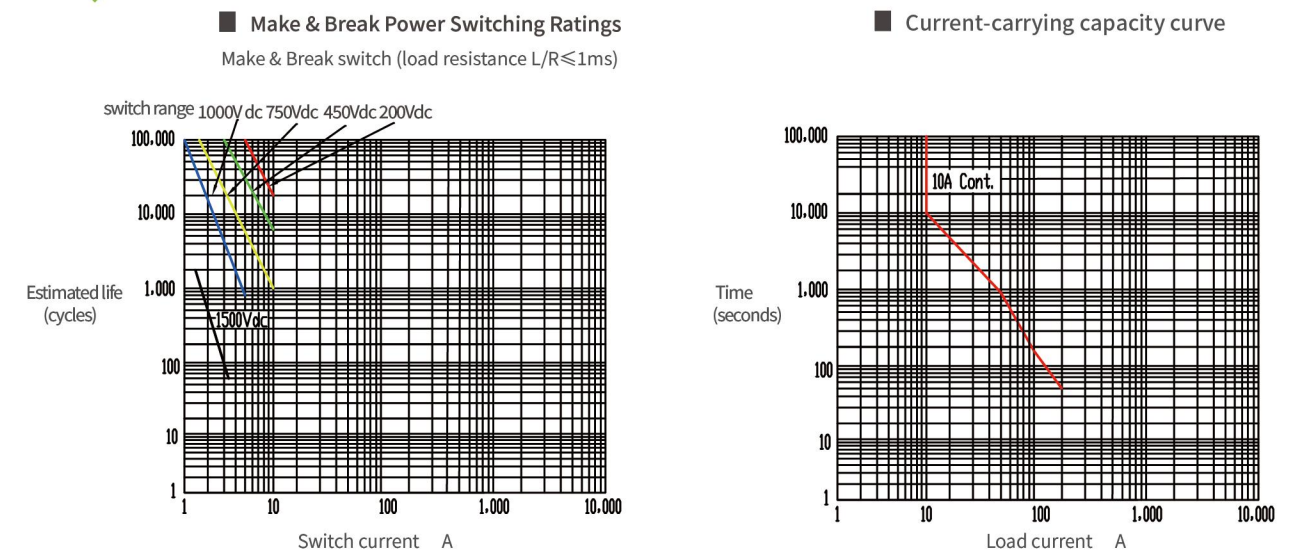 ■ Make & Break Power Switching Ratings
Make & Break switch (load resistance L/R≤1ms)
switch range 1000V dc 750Vdc 450Vdc 200Vdc
100.000
10.000
1.000
100
10
1
Estimated life
(cycles)
1500Vdc
1 10 100 1.000 10.000
Switch current A
■ Current-carrying capacity curve
100.000
10.000
1.000
100
10
1
Time
(seconds)
10A Cont.
1 10 100 1.000 10.000
Load current A